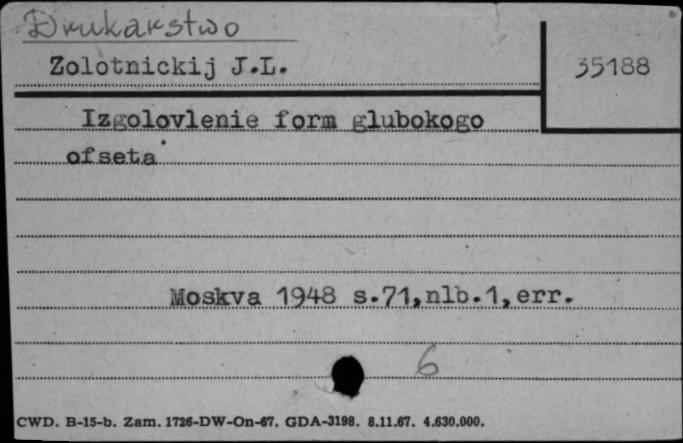 Drukarstwo
Zolotnickij J.L.
35188
Izgolovlenie form glubokogo
ofseta
Moskva 1948 s.71,nlb.1,err.
6
CWD. B-15-b. Zam. 1726-DW-On-67. GDA-3198. 8.11.67. 4.630.000.